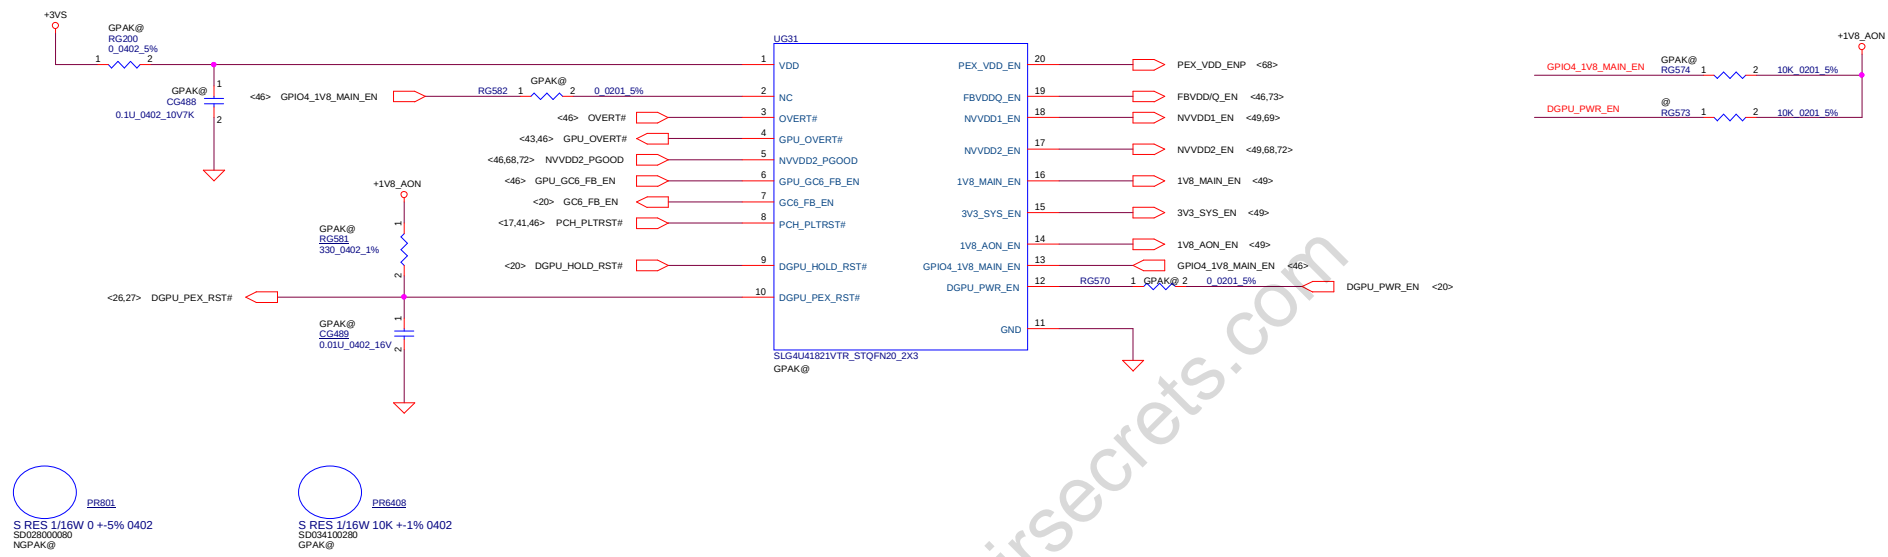 +3VS
GPAK@
RG200
0_0402_5%
1 2
GPAK@
CG488
0.1U_0402_10V7K
1
2
<46> GPIO4_1V8_MAIN_EN
RG582 1 GPAK@ 2 0_0201_5%
<46> OVERT#
<43,46> GPU_OVERT#
<46,68,72> NVVDD2_PGOOD
<46> GPU_GC6_FB_EN
<20> GC6_FB_EN
<17,41,46> PCH_PLTRST#
<20> DGPU_HOLD_RST#
<26,27> DGPU_PEX_RST#
+1V8_AON
GPAK@
RG581
330_0402_1%
1
2
GPAK@
CG489
0.01U_0402_16V
1
2
UG31
1 VDD
2 NC
3 OVERT#
4 GPU_OVERT#
5 NVVDD2_PGOOD
6 GPU_GC6_FB_EN
7 GC6_FB_EN
8 PCH_PLTRST#
9 DGPU_HOLD_RST#
10 DGPU_PEX_RST#
PEX_VDD_EN 20
FBVDDQ_EN 19
NVVDD1_EN 18
NVVDD2_EN 17
1V8_MAIN_EN 16
3V3_SYS_EN 15
1V8_AON_EN 14
GPIO4_1V8_MAIN_EN 13
DGPU_PWR_EN 12
GND 11
SLG4U41821VTR_STQFN20_2X3
GPAK@
PEX_VDD_ENP <68>
FBVDD/Q_EN <46,73>
NVVDD1_EN <49,69>
NVVDD2_EN <49,68,72>
1V8_MAIN_EN <49>
3V3_SYS_EN <49>
1V8_AON_EN <49>
GPIO4_1V8_MAIN_EN <46>
RG570 1 GPAK@ 2 0_0201_5%
DGPU_PWR_EN <20>
+1V8_AON
GPIO4_1V8_MAIN_EN
GPAK@
RG574 1 2 10K_0201_5%
DGPU_PWR_EN
@
RG573 1 2 10K_0201_5%
PR801
S RES 1/16W 0 +-5% 0402
SD028000080
NGPAK@
PR6408
S RES 1/16W 10K +-1% 0402
SD034100280
GPAK@
irsecrets.com